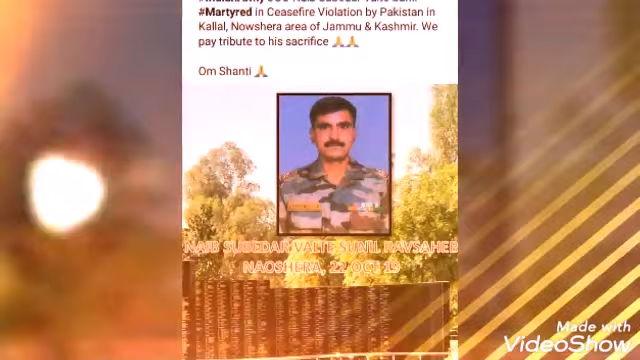 #Martyred in Ceasefire Violation by Pakistan in
Kallal, Nowshera area of Jammu & Kashmir. We
pay tribute to his sacrifice 🙏🙏
Om Shanti 🙏
NAIB SUBEDAR VALTE SUNIL RAVSAHEB
NAOSHERA, 22 OCT 19
Made with
VideoShow